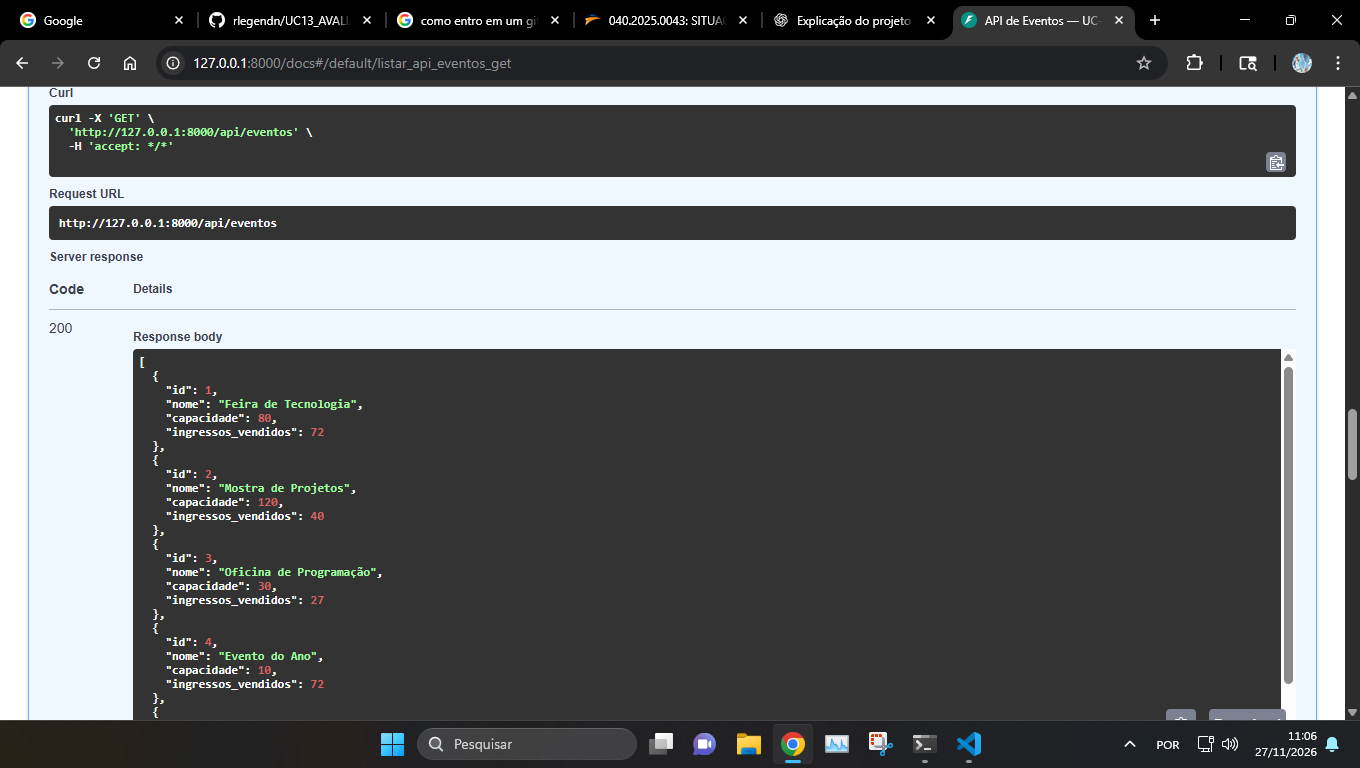 Google
rlegendn/UC13_AVAL
como entro em um gi
040.2025.0043: SITUA
Explicação do projeto
API de Eventos — UC-
127.0.0.1:8000/docs#/default/listar_api_eventos_get
Curl
curl -X 'GET' \
'http://127.0.0.1:8000/api/eventos' \
-H 'accept: */*'
Request URL
http://127.0.0.1:8000/api/eventos
Server response
Code Details
200
Response body
[
{
"id": 1,
"nome": "Feira de Tecnologia",
"capacidade": 80,
"ingressos_vendidos": 72
},
{
"id": 2,
"nome": "Mostra de Projetos",
"capacidade": 120,
"ingressos_vendidos": 40
},
{
"id": 3,
"nome": "Oficina de Programação",
"capacidade": 30,
"ingressos_vendidos": 27
},
{
"id": 4,
"nome": "Evento do Ano",
"capacidade": 10,
"ingressos_vendidos": 72
},
{
Pesquisar
POR
11:06
27/11/2026